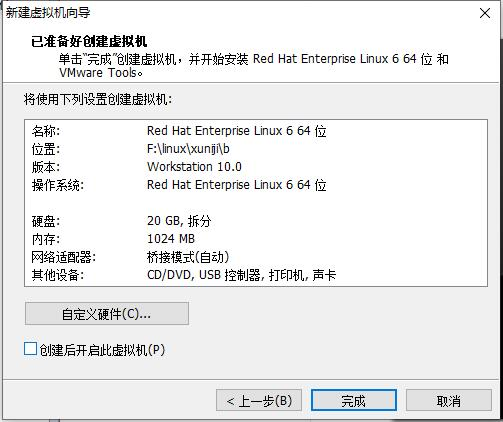 新建虚拟机向导
已准备好创建虚拟机
单击“完成”创建虚拟机，并开始安装 Red Hat Enterprise Linux 6 64 位 和
VMware Tools。
将使用下列设置创建虚拟机:
名称: Red Hat Enterprise Linux 6 64 位
位置: F:\linux\xuniji\b
版本: Workstation 10.0
操作系统: Red Hat Enterprise Linux 6 64 位
硬盘: 20 GB, 拆分
内存: 1024 MB
网络适配器: 桥接模式(自动)
其他设备: CD/DVD, USB 控制器, 打印机, 声卡
自定义硬件(C)...
创建后开启此虚拟机(P)
< 上一步(B) 完成 取消